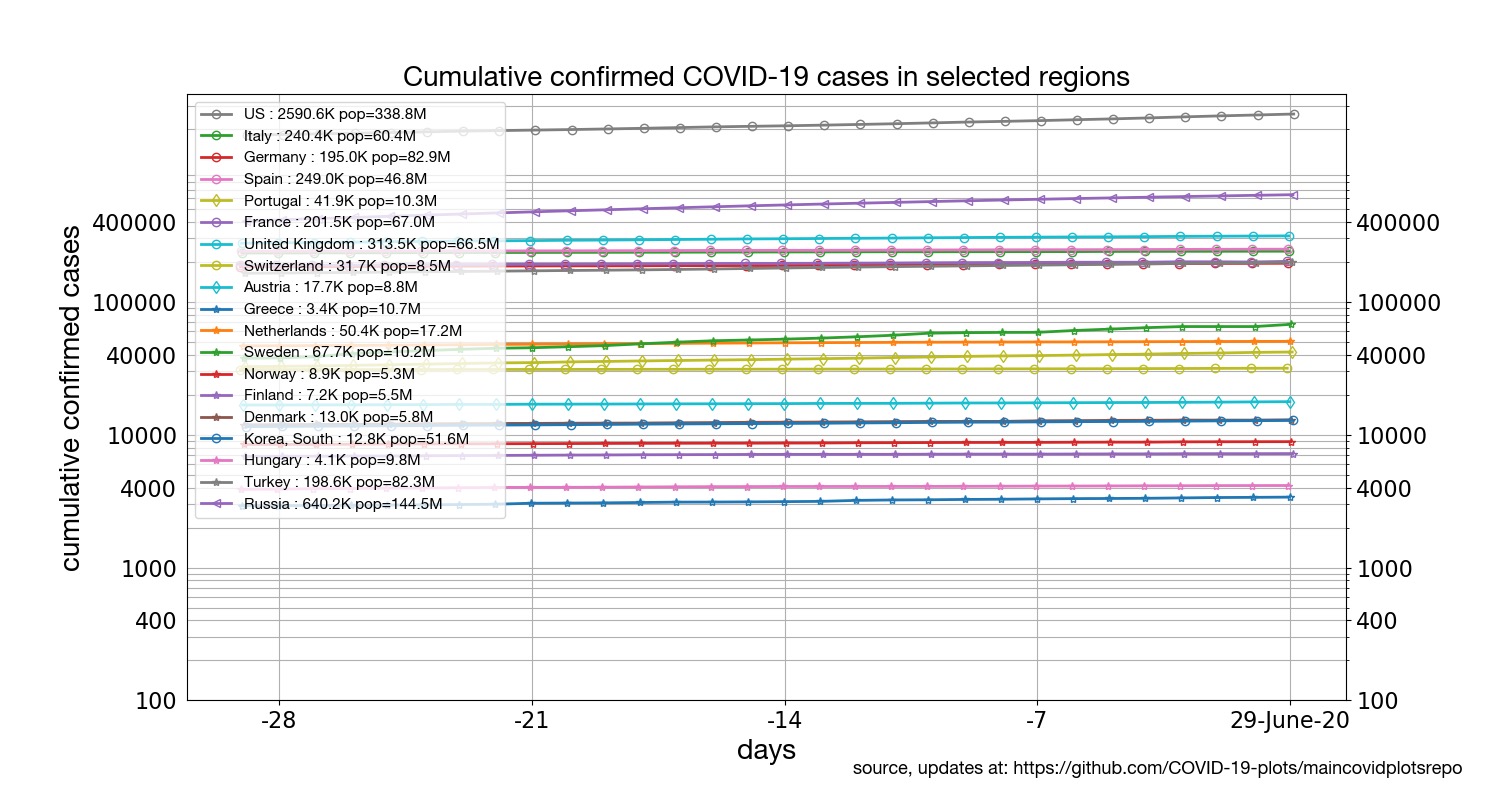 Cumulative confirmed COVID-19 cases in selected regions
US : 2590.6K pop=338.8M
Italy : 240.4K pop=60.4M
Germany : 195.0K pop=82.9M
Spain : 249.0K pop=46.8M
Portugal : 41.9K pop=10.3M
France : 201.5K pop=67.0M
United Kingdom : 313.5K pop=66.5M
Switzerland : 31.7K pop=8.5M
Austria : 17.7K pop=8.8M
Greece : 3.4K pop=10.7M
Netherlands : 50.4K pop=17.2M
Sweden : 67.7K pop=10.2M
Norway : 8.9K pop=5.3M
Finland : 7.2K pop=5.5M
Denmark : 13.0K pop=5.8M
Korea, South : 12.8K pop=51.6M
Hungary : 4.1K pop=9.8M
Turkey : 198.6K pop=82.3M
Russia : 640.2K pop=144.5M
cumulative confirmed cases
400000
100000
40000
10000
4000
1000
400
100
400000
100000
40000
10000
4000
1000
400
100
-28 -21 -14 -7 29-June-20
days
source, updates at: https://github.com/COVID-19-plots/maincovidplotsrepo